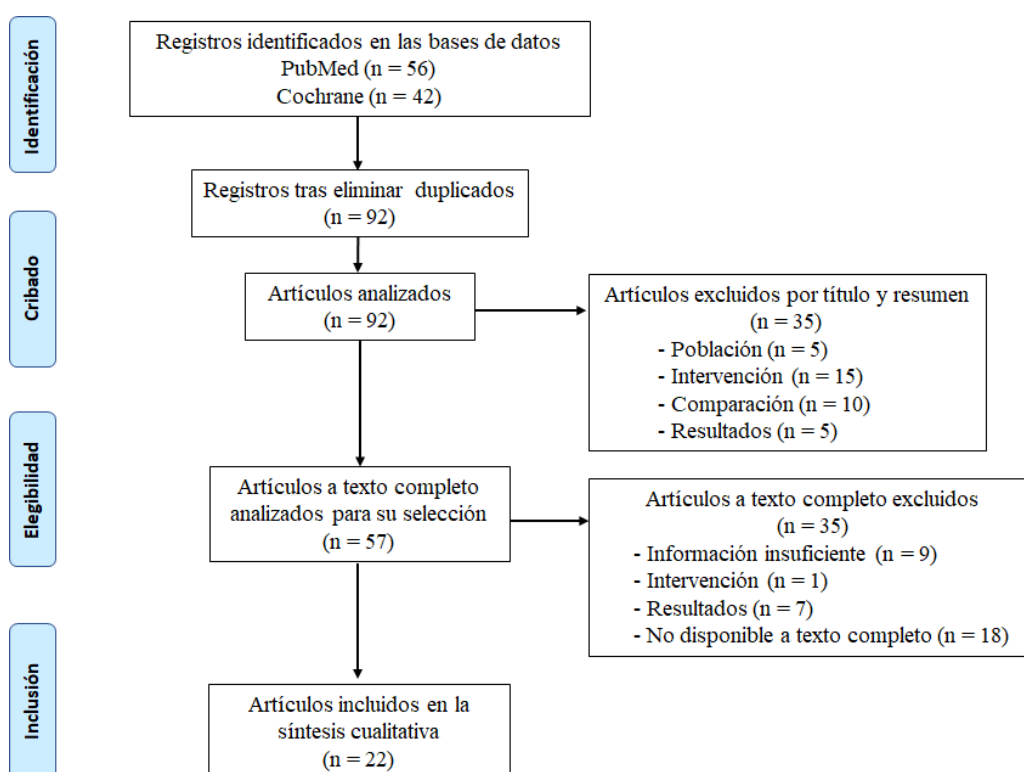 Identificación
Registros identificados en las bases de datos
PubMed (n = 56)
Cochrane (n = 42)
Registros tras eliminar duplicados
(n = 92)
Cribado
Artículos analizados
(n = 92)
Artículos excluidos por título y resumen
(n = 35)
- Población (n = 5)
- Intervención (n = 15)
- Comparación (n = 10)
- Resultados (n = 5)
Elegibilidad
Artículos a texto completo
analizados para su selección
(n = 57)
Artículos a texto completo excluidos
(n = 35)
- Información insuficiente (n = 9)
- Intervención (n = 1)
- Resultados (n = 7)
- No disponible a texto completo (n = 18)
Inclusión
Artículos incluidos en la
síntesis cualitativa
(n = 22)